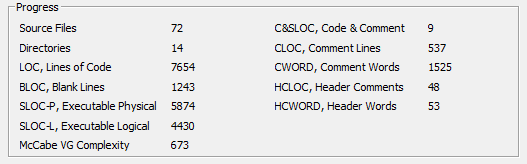 Progress
Source Files 72 C&SLOC, Code & Comment 9
Directories 14 CLOC, Comment Lines 537
LOC, Lines of Code 7654 CWORD, Comment Words 1525
BLOC, Blank Lines 1243 HCLOC, Header Comments 48
SLOC-P, Executable Physical 5874 HCWORD, Header Words 53
SLOC-L, Executable Logical 4430
McCabe VG Complexity 673